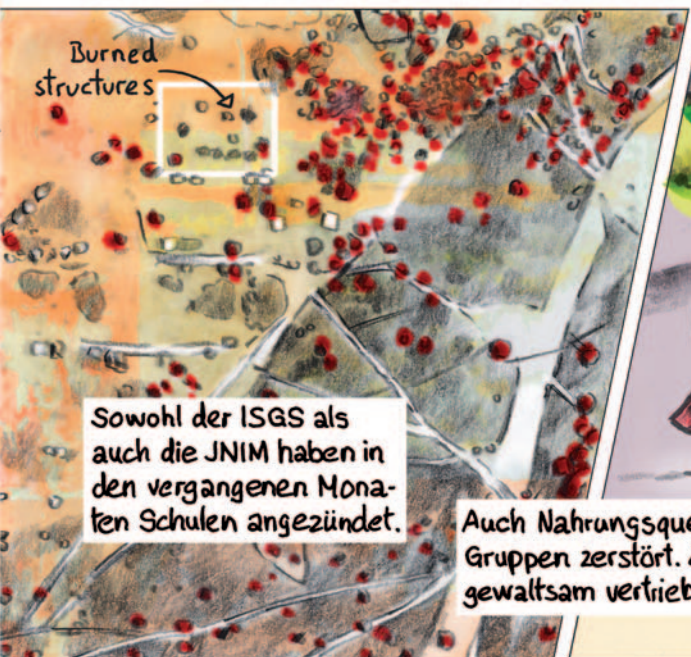 Burned
structures
Sowohl der ISGS als
auch die JNIM haben in
den vergangenen Mona-
ten Schulen angezündet.
Auch
Gruppen zerstört.
gewaltsam